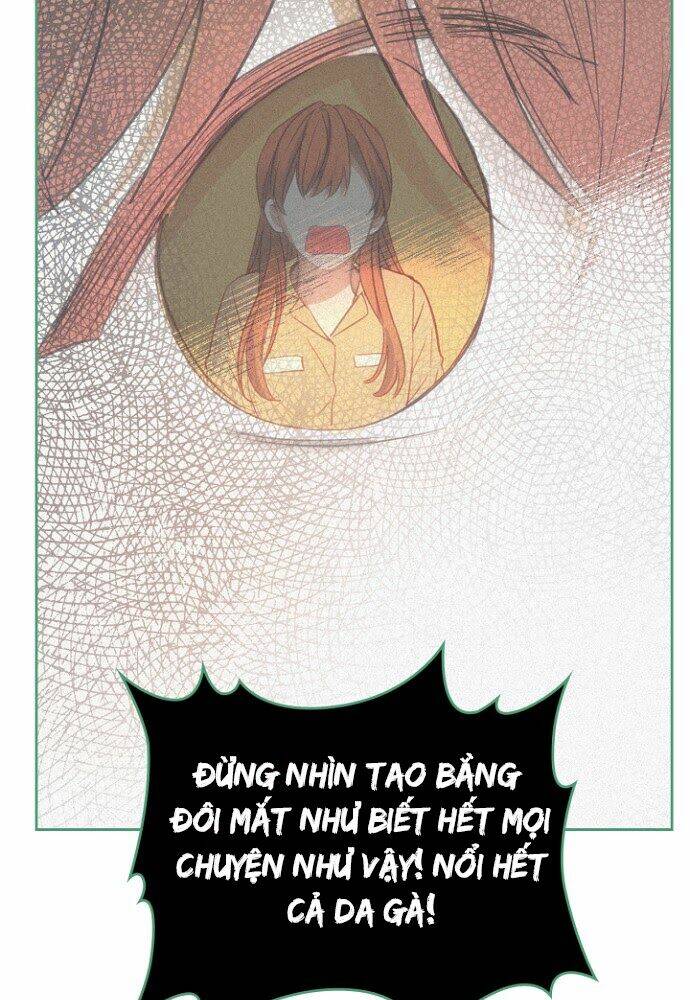 ĐỪNG NHÌN TAO BẰNG
ĐÔI MẮT NHƯ BIẾT HẾT MỌI
CHUYỆN NHƯ VẬY! NỔI HẾT
CẢ DA GÀ!